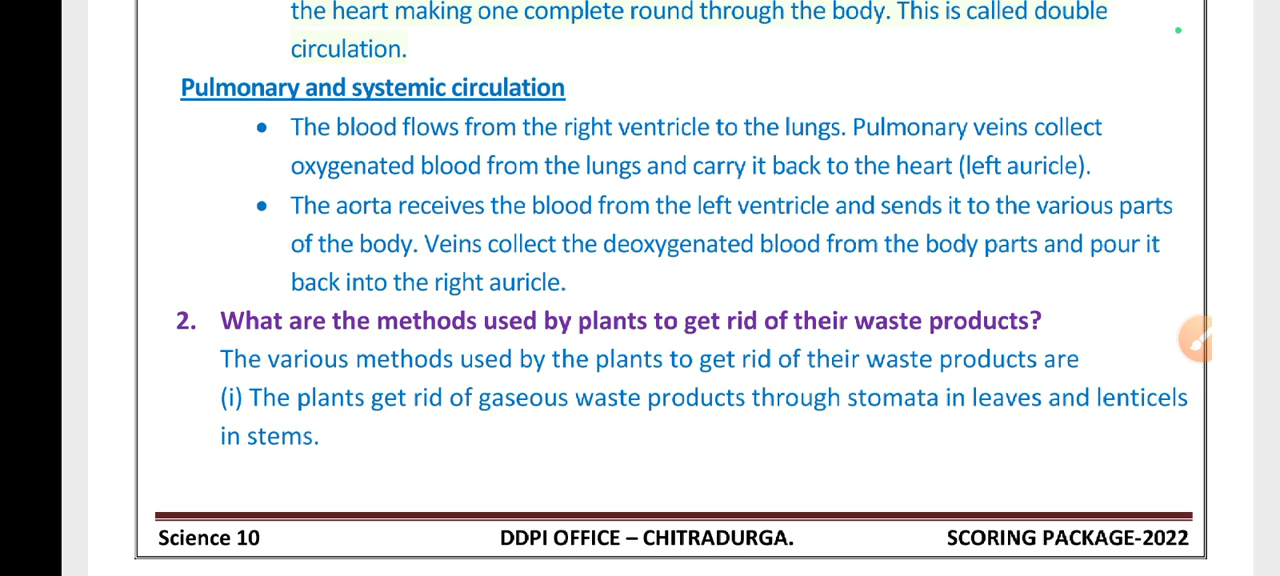 the heart making one complete round through the body. This is called double
circulation.
Pulmonary and systemic circulation
• The blood flows from the right ventricle to the lungs. Pulmonary veins collect
oxygenated blood from the lungs and carry it back to the heart (left auricle).
• The aorta receives the blood from the left ventricle and sends it to the various parts
of the body. Veins collect the deoxygenated blood from the body parts and pour it
back into the right auricle.
2. What are the methods used by plants to get rid of their waste products?
The various methods used by the plants to get rid of their waste products are
(i) The plants get rid of gaseous waste products through stomata in leaves and lenticels
in stems.
Science 10 DDPI OFFICE – CHITRADURGA. SCORING PACKAGE-2022